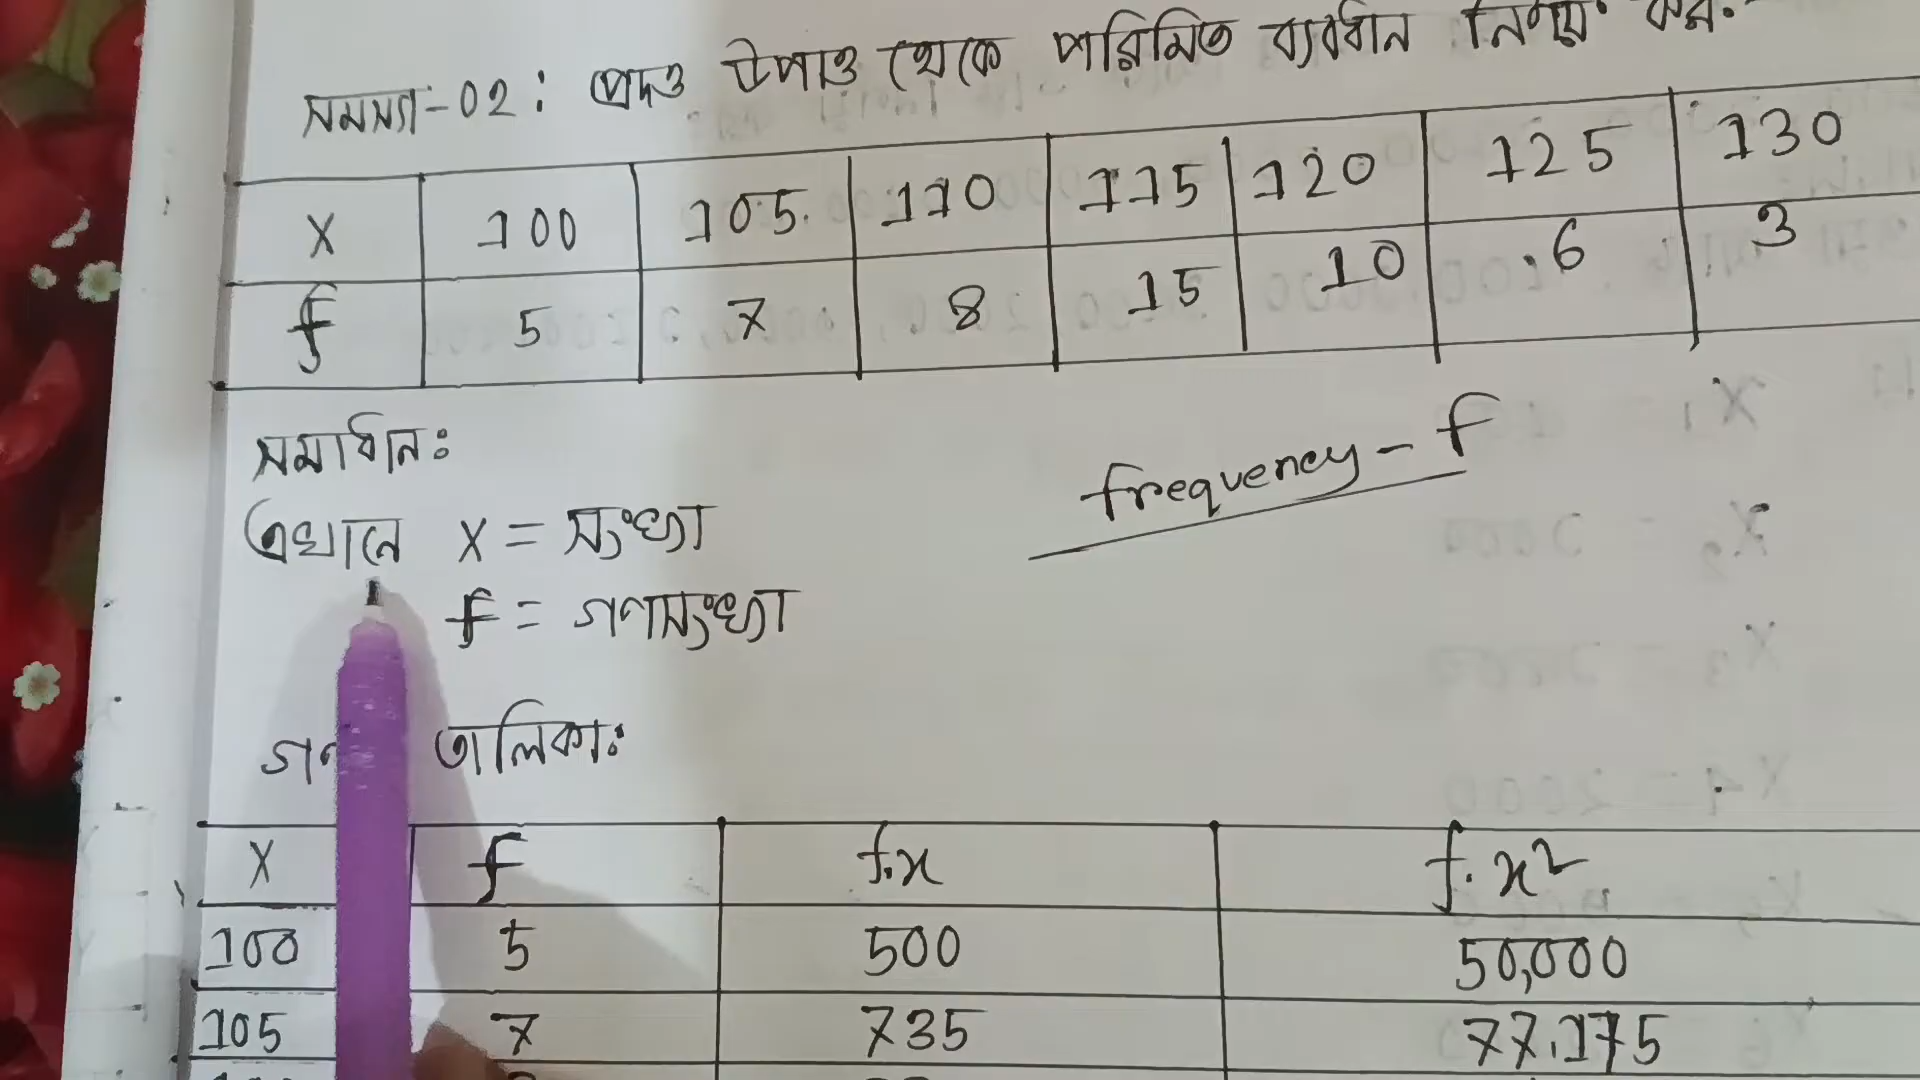 সমস্যা-02: প্রদত্ত উপাত্ত থেকে পরিমিত ব্যবধান নির্ণয় কর.
X 100 105 110 115 120 125 130
f 5 7 8 15 10 6 3
সমাধান:
frequency - f
এখানে X = সংখ্যা
f = গণসংখ্যা
তালিকা:
X f f.x f.x²
100 5 500 50,000
105 7 735 77,175